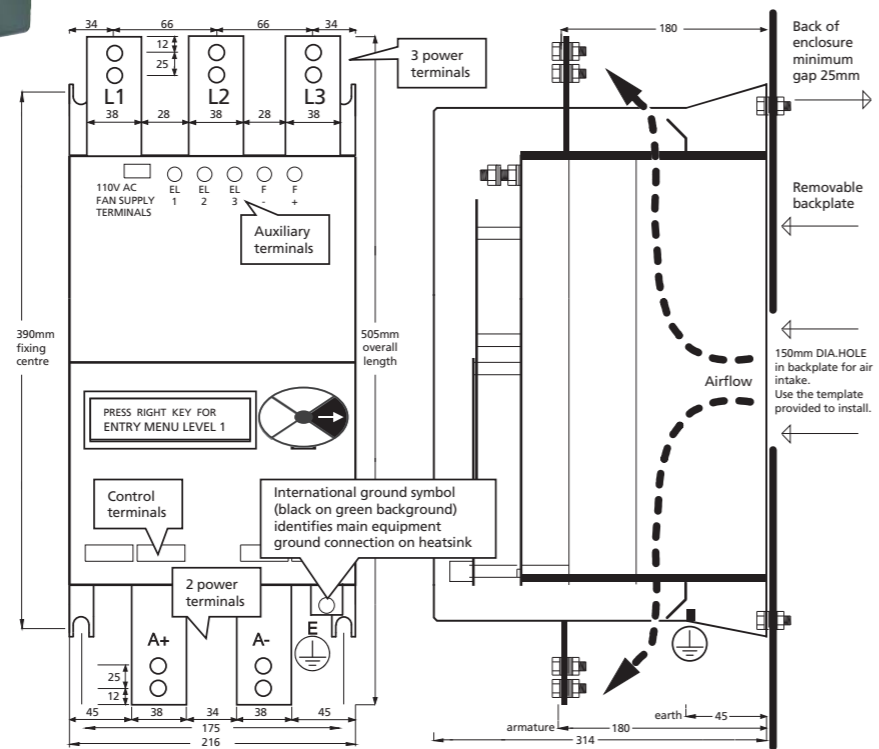 34
66
66
34
12
25
L1
L2
L3
38
28
38
28
38
3 power
terminals
110V AC
FAN SUPPLY
TERMINALS
EL
1
EL
2
EL
3
F
-
F
+
Auxiliary
terminals
390mm
fixing
centre
505mm
overall
length
PRESS RIGHT KEY FOR
ENTRY MENU LEVEL 1
Control
terminals
International ground symbol
(black on green background)
identifies main equipment
ground connection on heatsink
2 power
terminals
A+
A-
E
25
12
45
38
34
38
45
175
216
180
Back of
enclosure
minimum
gap 25mm
Removable
backplate
Airflow
150mm DIA.HOLE
in backplate for air
intake.
Use the template
provided to install.
earth
45
armature
180
314